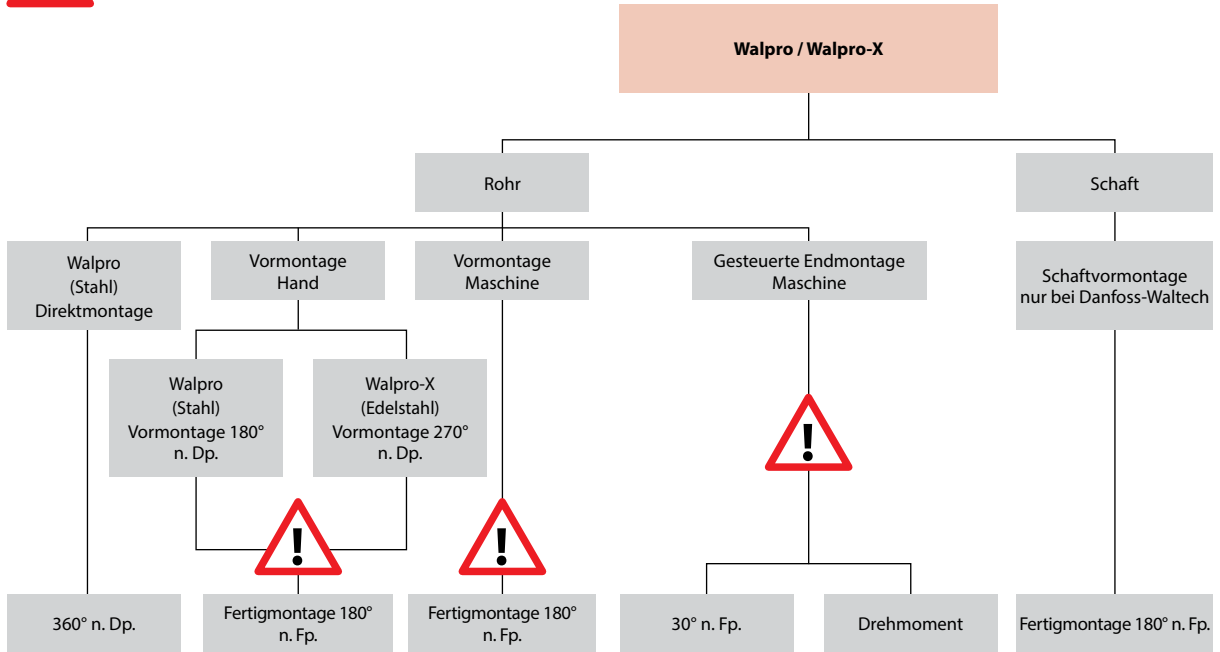 Walpro / Walpro-X
Rohr
Schaft
Walpro
(Stahl)
Direktmontage
Vormontage
Hand
Vormontage
Maschine
Gesteuerte Endmontage
Maschine
Schaftvormontage
nur bei Danfoss-Waltech
Walpro
(Stahl)
Vormontage 180°
n. Dp.
Walpro-X
(Edelstahl)
Vormontage 270°
n. Dp.
!
!
!
360° n. Dp.
Fertigmontage 180°
n. Fp.
Fertigmontage 180°
n. Fp.
30° n. Fp.
Drehmoment
Fertigmontage 180° n. Fp.